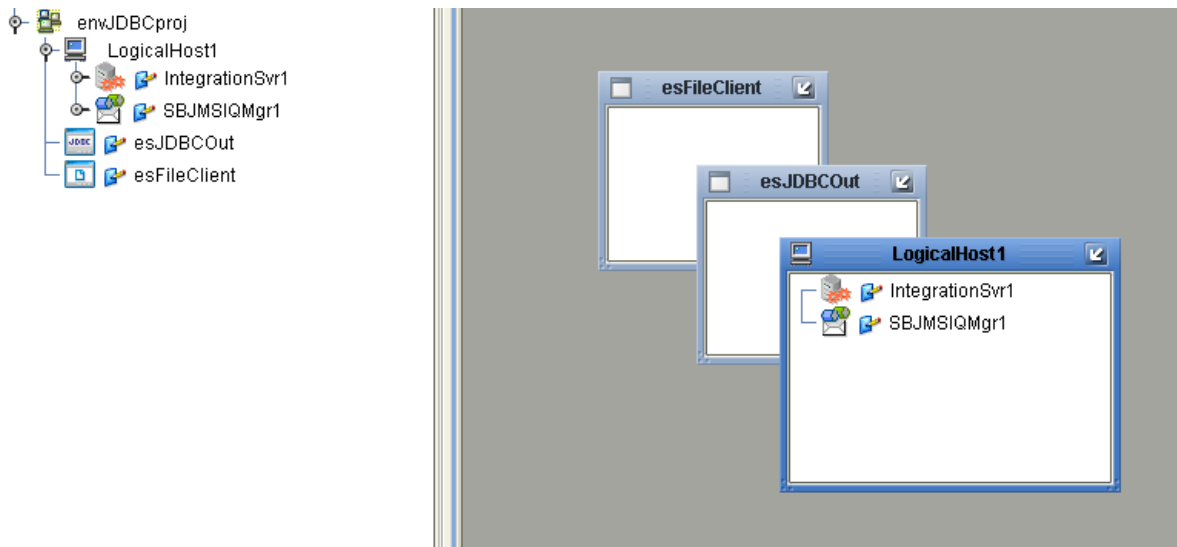 envJDBCproj
LogicalHost1
IntegrationSvr1
SBJMSIQMgr1
JDBC esJDBCOut
esFileClient
esFileClient
esJDBCOut
LogicalHost1
IntegrationSvr1
SBJMSIQMgr1